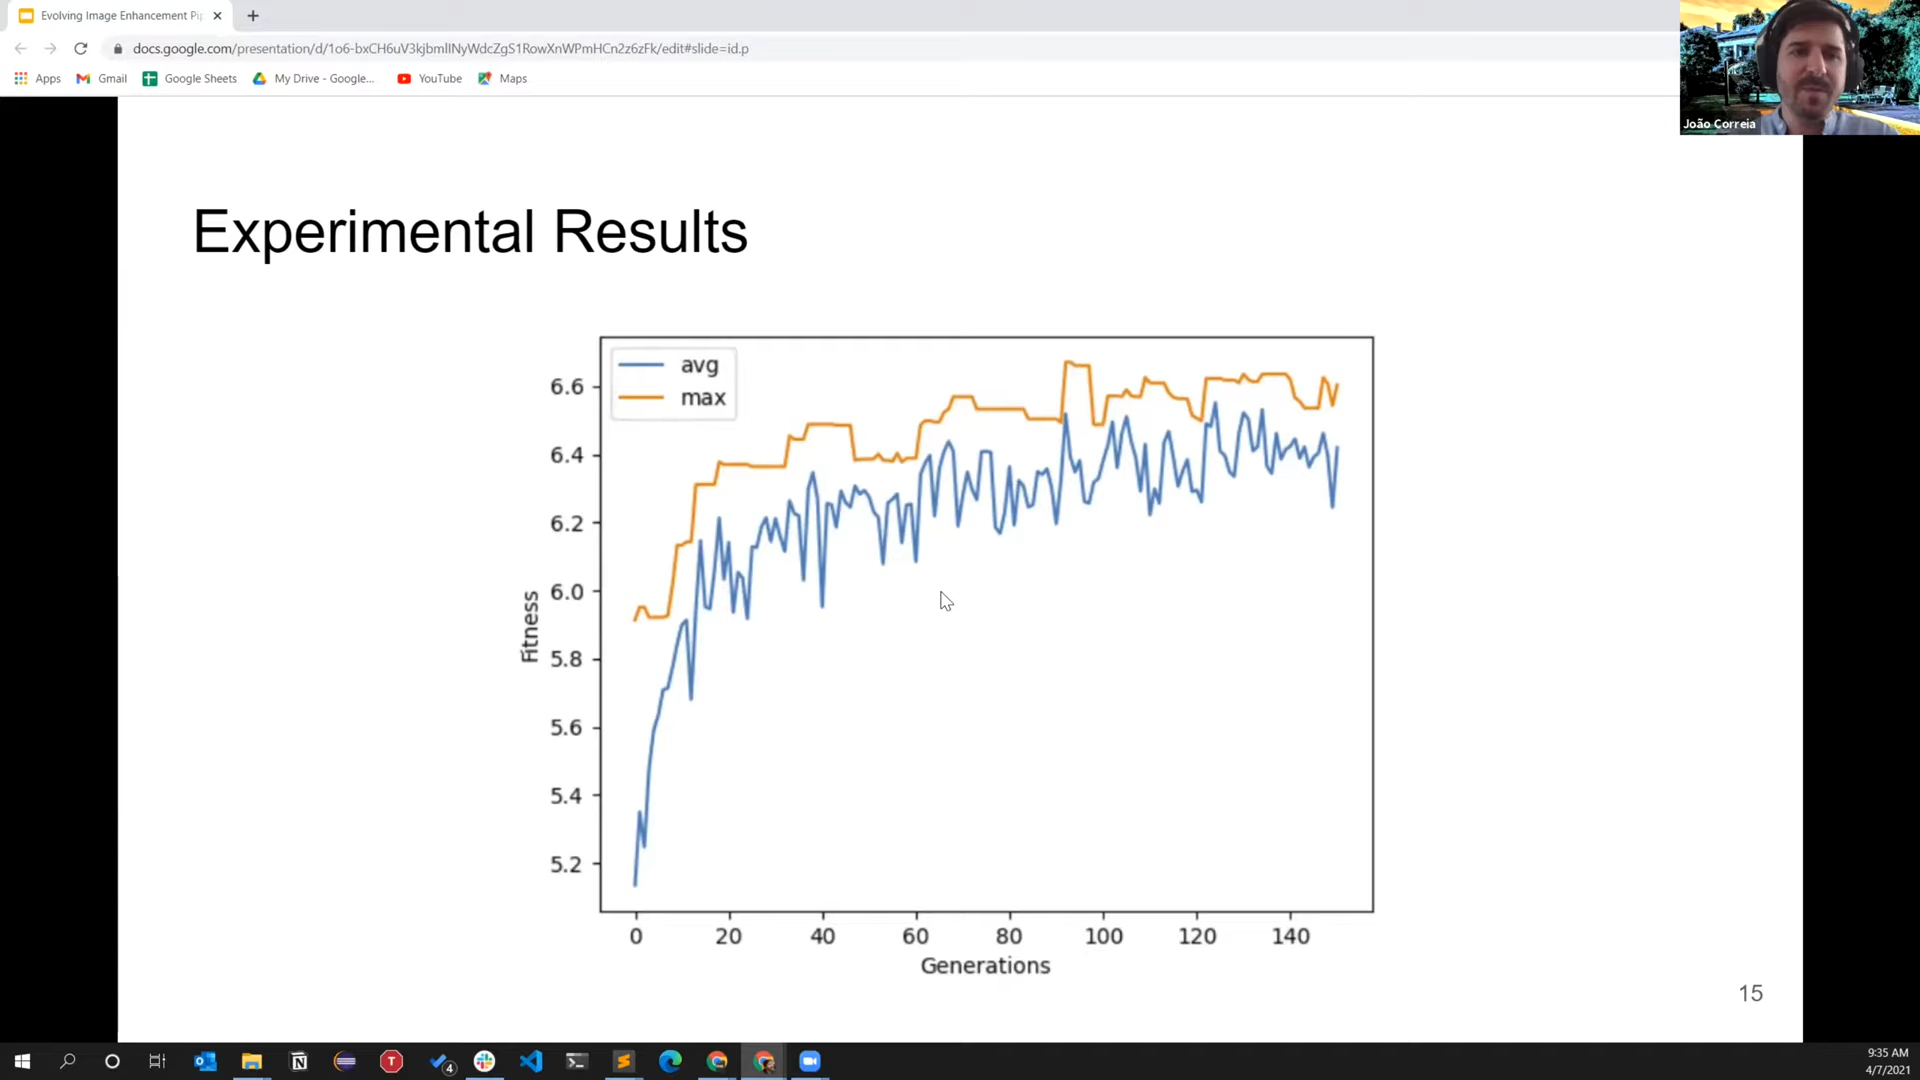 Evolving Image Enhancement Pip
docs.google.com/presentation/d/1o6-bxCH6uV3kjbmlINyWdcZgS1RowXnWPmHCn2z6zFk/edit#slide=id.p
Apps Gmail Google Sheets My Drive - Google... YouTube Maps
João Correia
Experimental Results
avg
max
6.6
6.4
6.2
6.0
5.8
5.6
5.4
5.2
Fitness
0 20 40 60 80 100 120 140
Generations
15
4
9:35 AM
4/7/2021